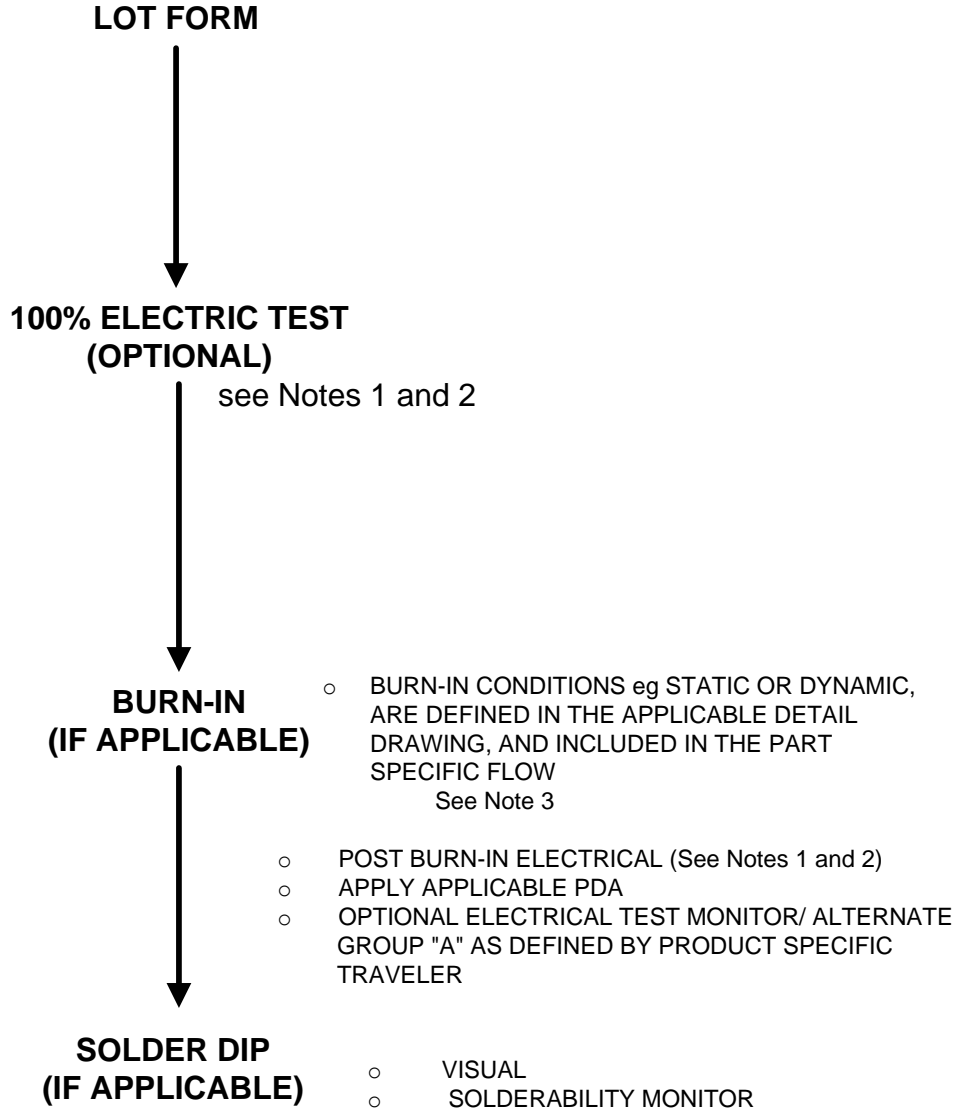 LOT FORM
100% ELECTRIC TEST
(OPTIONAL)
see Notes 1 and 2
BURN-IN
(IF APPLICABLE)
○ BURN-IN CONDITIONS eg STATIC OR DYNAMIC,
ARE DEFINED IN THE APPLICABLE DETAIL
DRAWING, AND INCLUDED IN THE PART
SPECIFIC FLOW
See Note 3
○ POST BURN-IN ELECTRICAL (See Notes 1 and 2)
○ APPLY APPLICABLE PDA
○ OPTIONAL ELECTRICAL TEST MONITOR/ ALTERNATE
GROUP "A" AS DEFINED BY PRODUCT SPECIFIC
TRAVELER
SOLDER DIP
(IF APPLICABLE)
○ VISUAL
○ SOLDERABILITY MONITOR